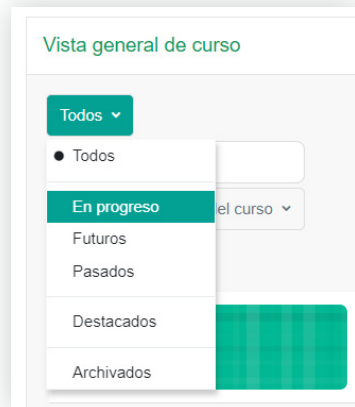 Vista general de curso
Todos
Todos
En progreso
el curso
Futuros
Pasados
Destacados
Archivados